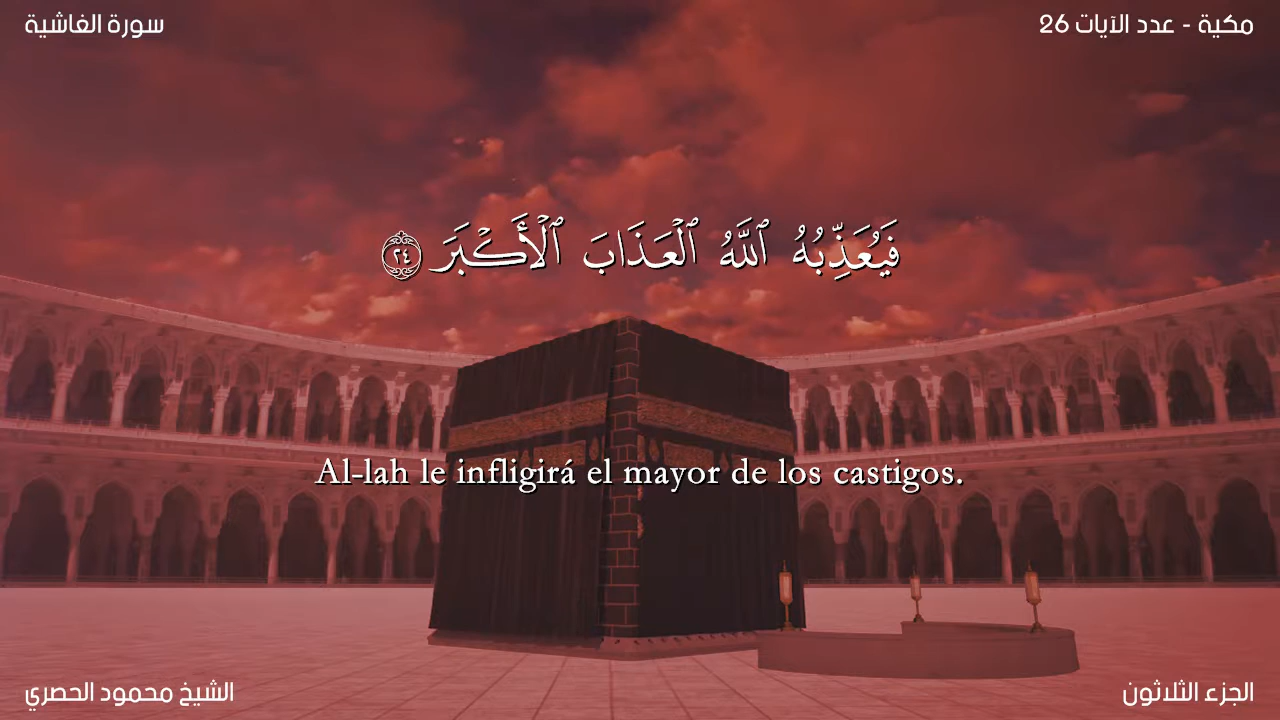 مكية - عدد الآيات 26
سورة الغاشية
فَيُعَذِّبُهُ ٱللَّهُ ٱلْعَذَابَ ٱلْأَكْبَرَ ٢٤
Al-lah le infligirá el mayor de los castigos.
الجزء الثلاثون
الشيخ محمود الحصري